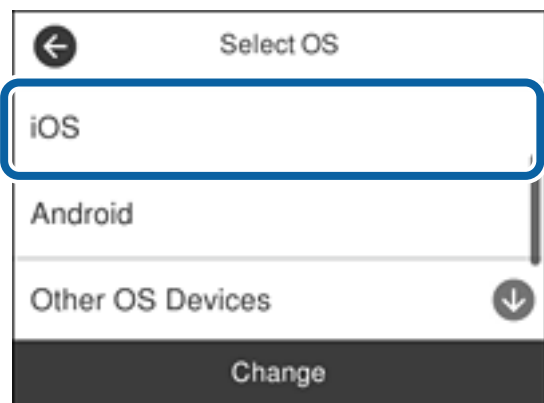 Select OS
iOS
Android
Other OS Devices
Change